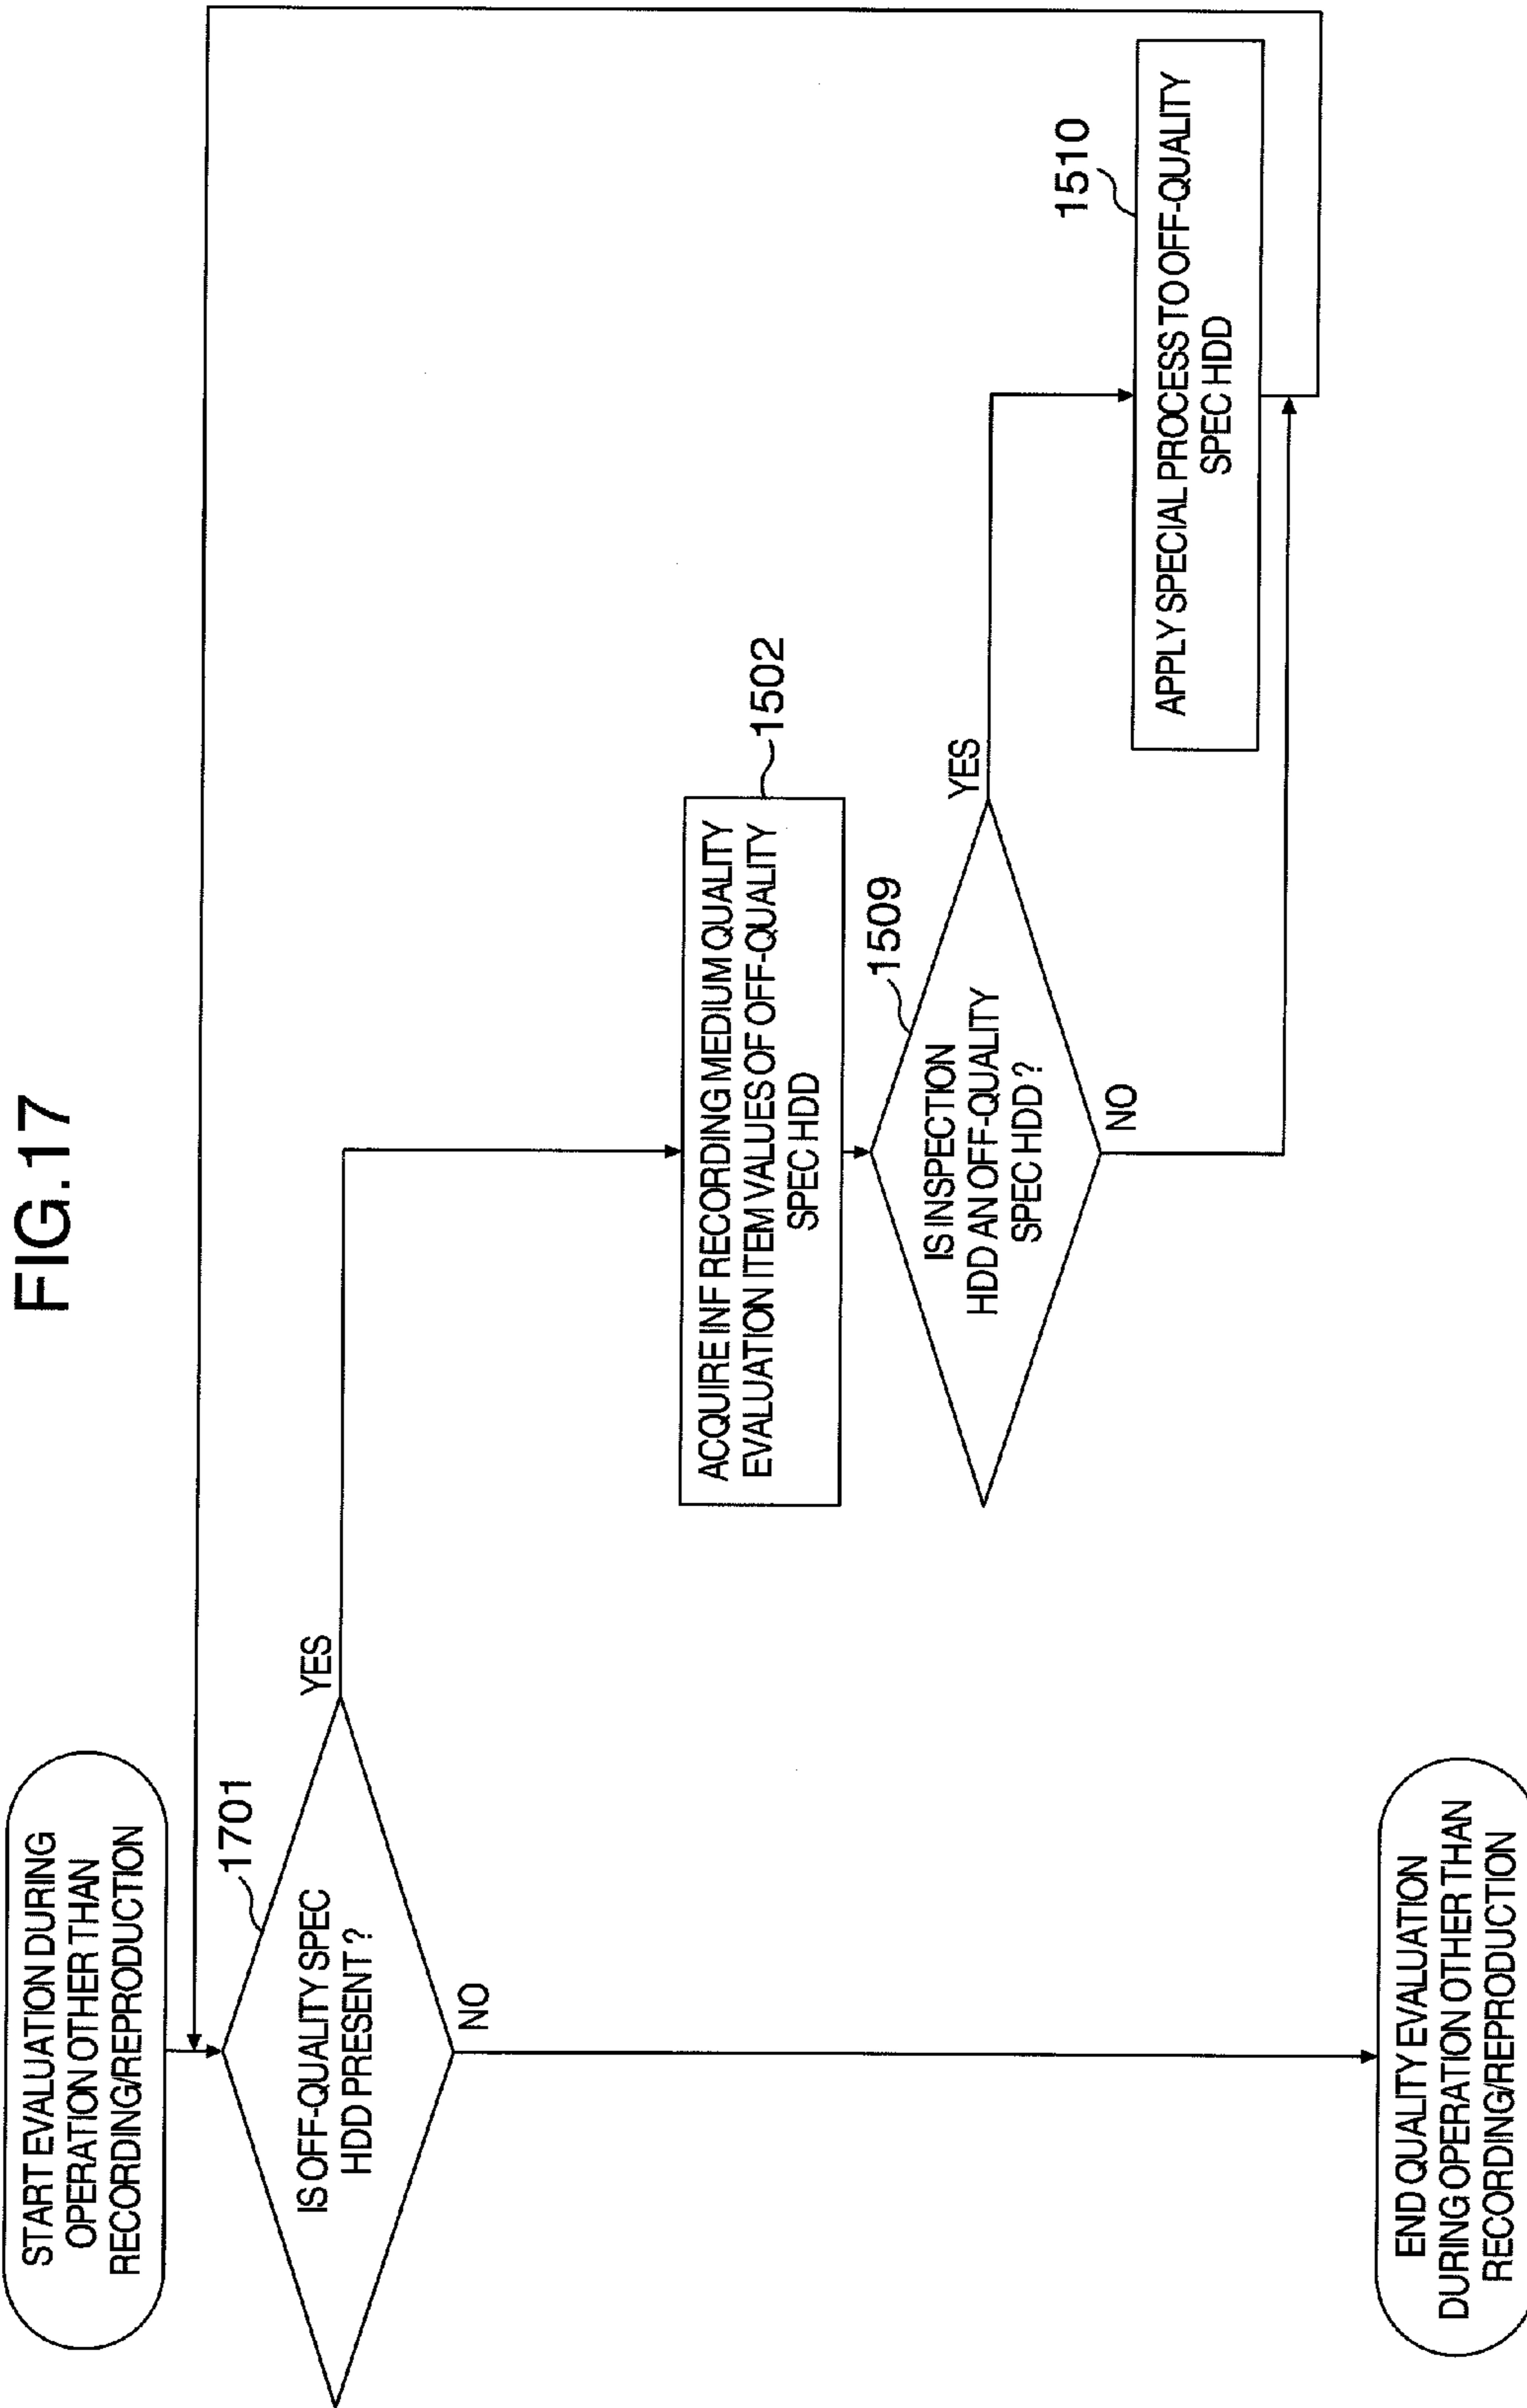 FIG.17
START EVALUATION DURING
OPERATION OTHER THAN
RECORDING/REPRODUCTION
1701
IS OFF-QUALITY SPEC
HDD PRESENT?
YES
NO
ACQUIRE INF RECORDING MEDIUM QUALITY
EVALUATION ITEM VALUES OF OFF-QUALITY
SPEC HDD
1502
1509
IS INSPECTION
HDD AN OFF-QUALITY
SPEC HDD?
YES
NO
1510
APPLY SPECIAL PROCESS TO OFF-QUALITY
SPEC HDD
END QUALITY EVALUATION
DURING OPERATION OTHER THAN
RECORDING/REPRODUCTION